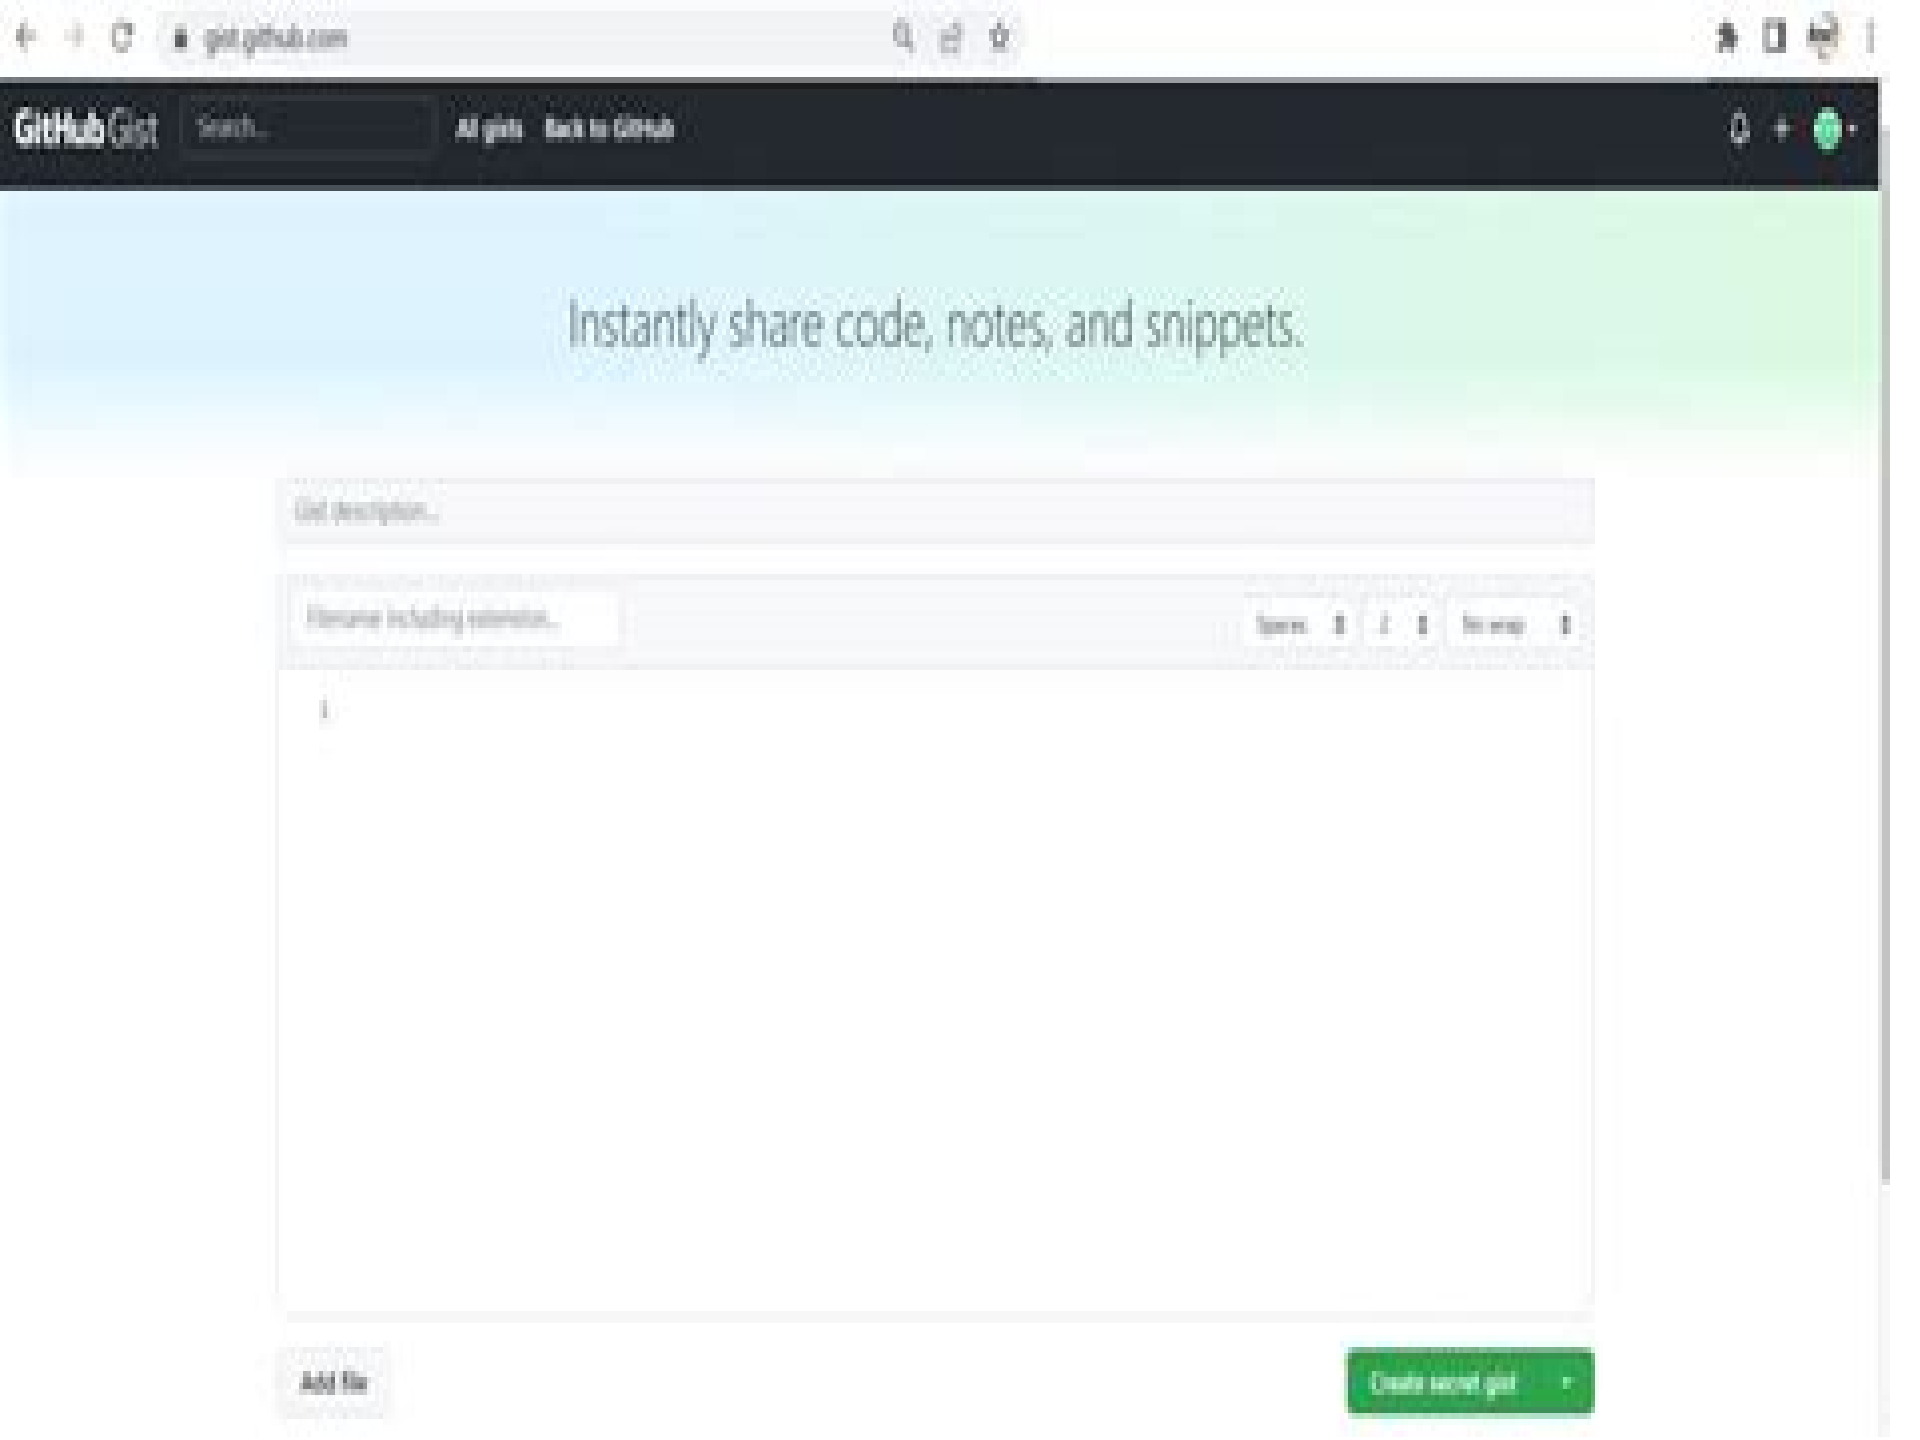 gist.github.com
GitHub Gist Search... All gists Back to GitHub
Instantly share code, notes, and snippets.
Gist description...
Filename including extension... Spaces 2 No wrap
1
Add file Create secret gist